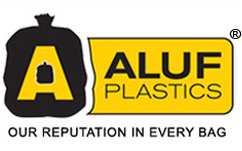 A ALUF®
PLASTICS
OUR REPUTATION IN EVERY BAG